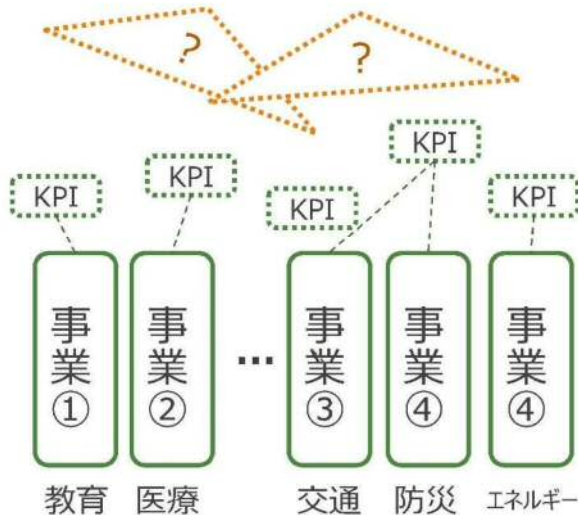 ?
?
KPI
KPI
KPI
KPI
KPI
事業①
事業②
…
事業③
事業④
事業④
教育
医療
交通
防災
エネルギー